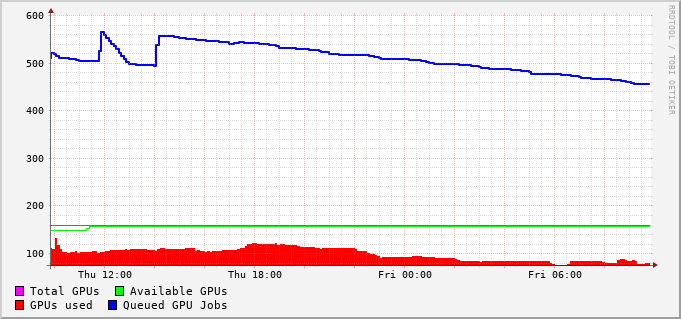 600
500
400
300
200
100
Thu 12:00 Thu 18:00 Fri 00:00 Fri 06:00
Total GPUs Available GPUs
GPUs used Queued GPU Jobs
RRDTOOL / TOBI OETIKER